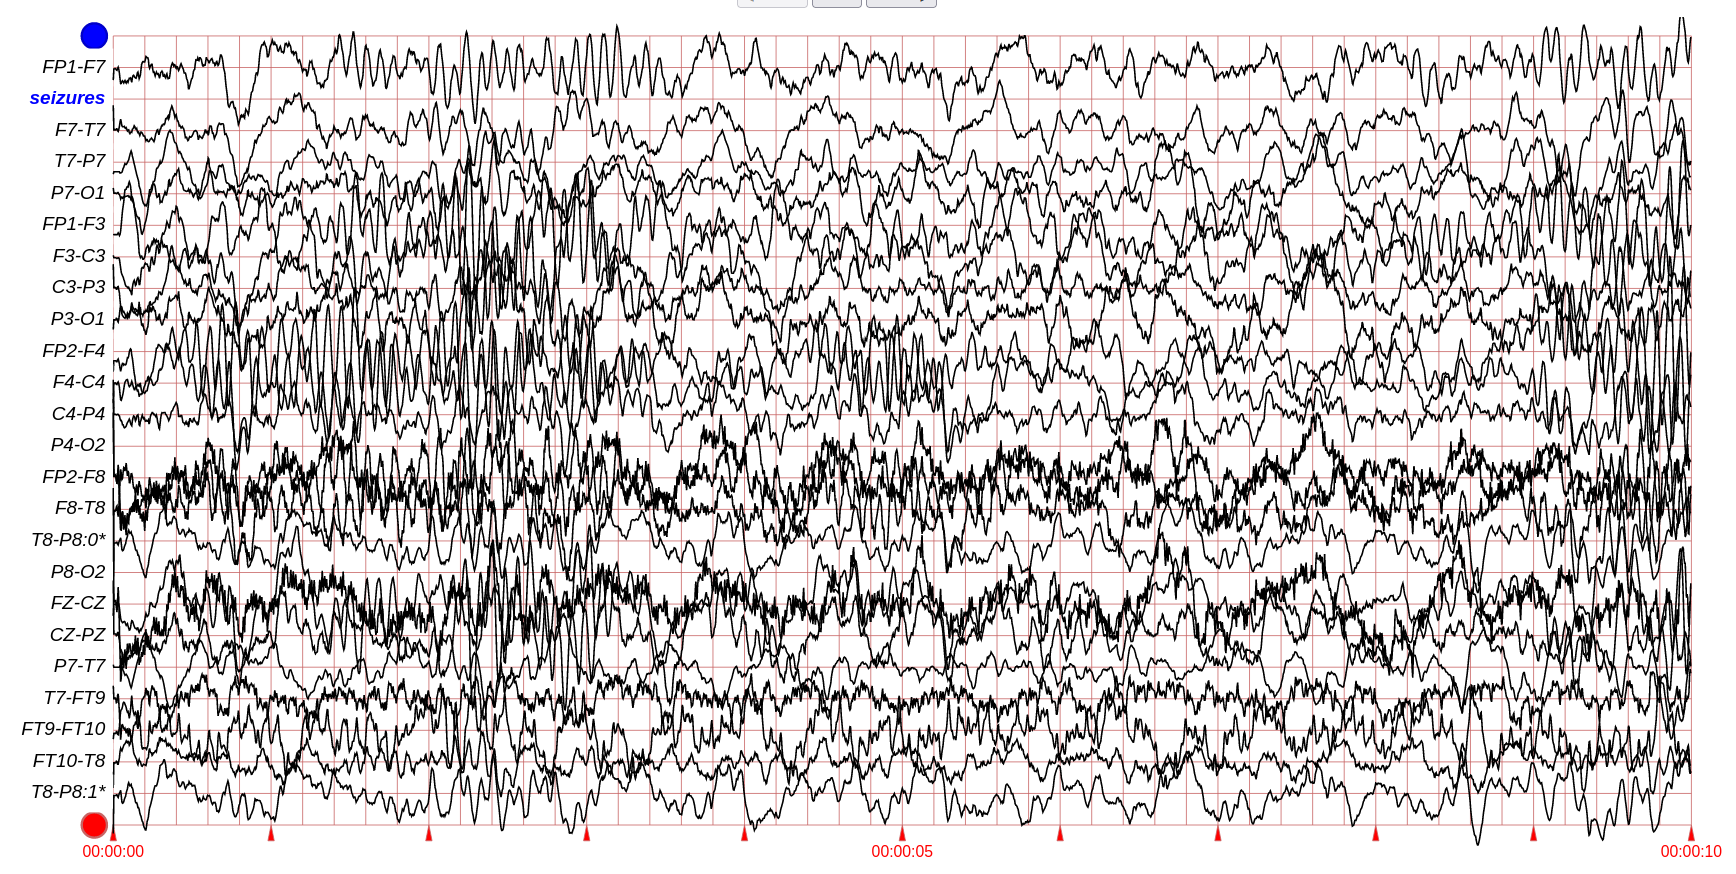 FP1-F7
seizures
F7-T7
T7-P7
P7-O1
FP1-F3
F3-C3
C3-P3
P3-O1
FP2-F4
F4-C4
C4-P4
P4-O2
FP2-F8
F8-T8
T8-P8:0*
P8-O2
FZ-CZ
CZ-PZ
P7-T7
T7-FT9
FT9-FT10
FT10-T8
T8-P8:1*
00:00:00 00:00:05 00:00:10